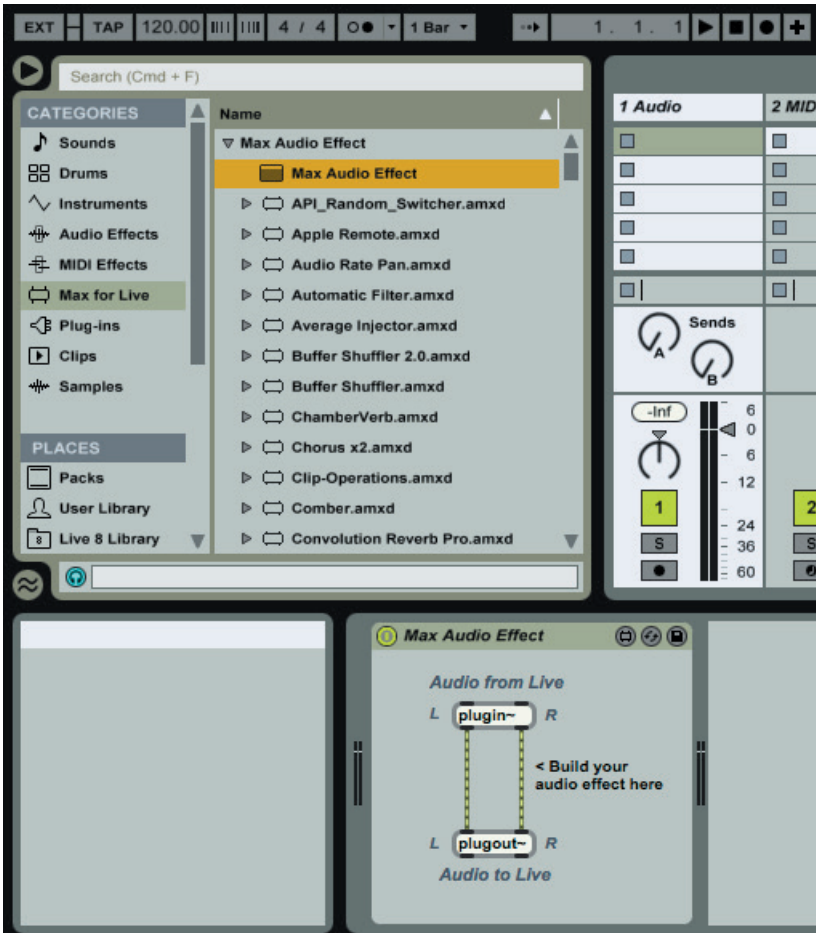 EXT TAP 120.00 4 / 4 1 Bar 1. 1. 1
Search (Cmd + F)
CATEGORIES
Sounds
Drums
Instruments
Audio Effects
MIDI Effects
Max for Live
Plug-ins
Clips
Samples
PLACES
Packs
User Library
Live 8 Library
Name
Max Audio Effect
Max Audio Effect
API_Random_Switcher.amxd
Apple Remote.amxd
Audio Rate Pan.amxd
Automatic Filter.amxd
Average Injector.amxd
Buffer Shuffler 2.0.amxd
Buffer Shuffler.amxd
ChamberVerb.amxd
Chorus x2.amxd
Clip-Operations.amxd
Comber.amxd
Convolution Reverb Pro.amxd
1 Audio
2 MID
Sends
A
B
-Inf
6
0
6
12
24
36
60
1
S
2
S
Max Audio Effect
Audio from Live
L plugin~ R
< Build your
audio effect here
L plugout~ R
Audio to Live